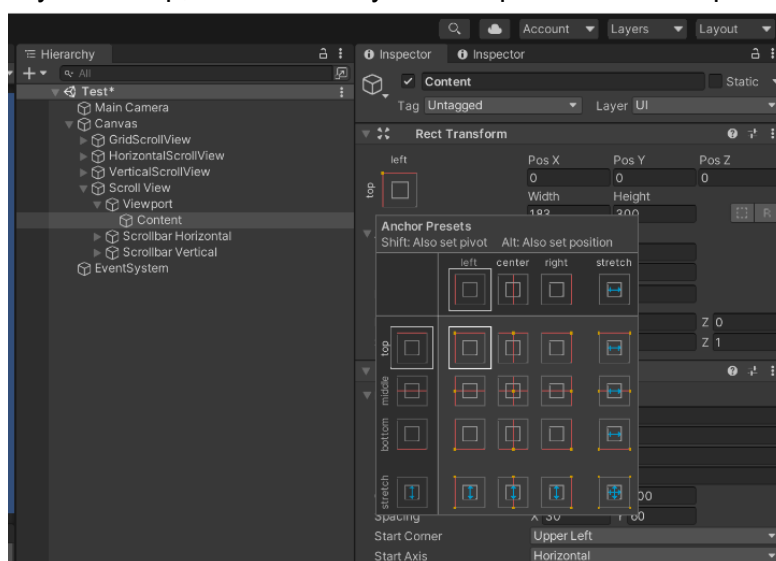 Account Layers Layout
Hierarchy
Inspector Inspector
All
Content Static
Test*
Tag Untagged Layer UI
Main Camera
Canvas
Rect Transform
GridScrollView
HorizontalScrollView
left Pos X Pos Y Pos Z
VerticalScrollView
0 0 0
Scroll View
top
Width Height
Viewport
183 300 R
Content
Anchor Presets
Shift: Also set pivot Alt: Also set position
Scrollbar Horizontal
Scrollbar Vertical
left center right stretch
EventSystem
Z 0
top
Z 1
middle
bottom
stretch
Spacing X 30 Y 60
Start Corner Upper Left
Start Axis Horizontal